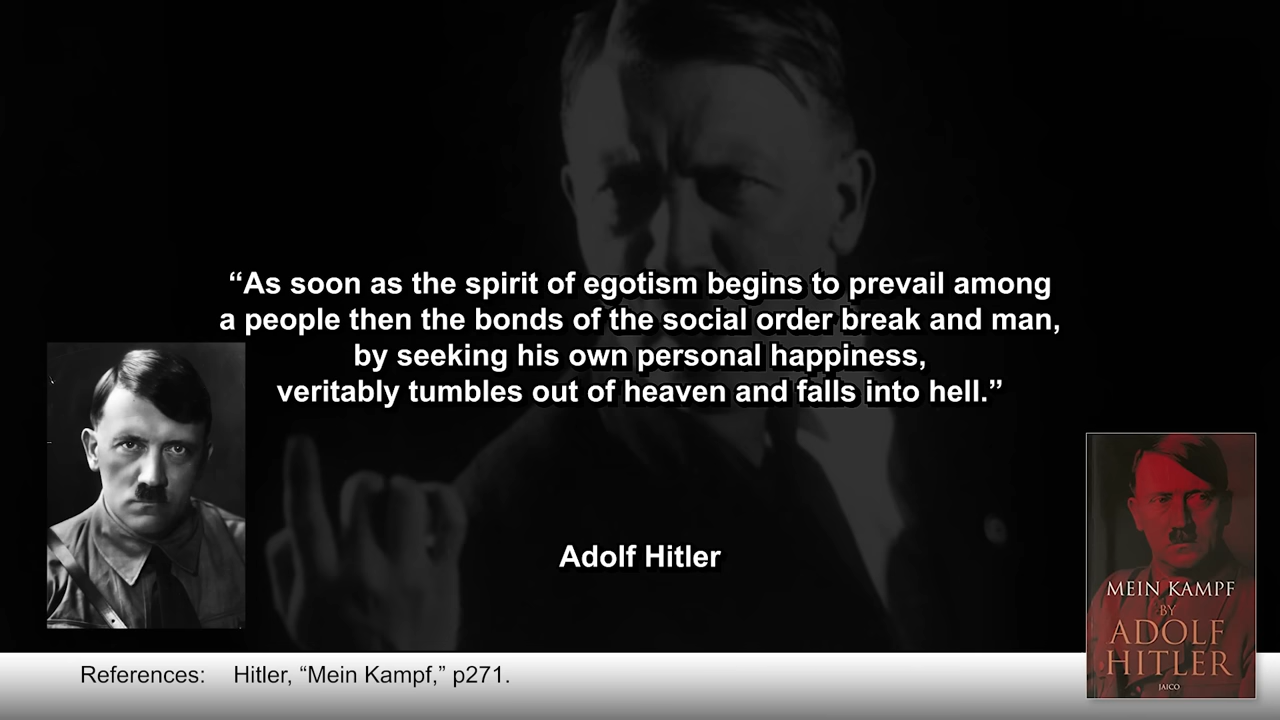 “As soon as the spirit of egotism begins to prevail among
a people then the bonds of the social order break and man,
by seeking his own personal happiness,
veritably tumbles out of heaven and falls into hell.”
Adolf Hitler
MEIN KAMPF
BY
ADOLF
HITLER
JAICO
References: Hitler, “Mein Kampf,” p271.